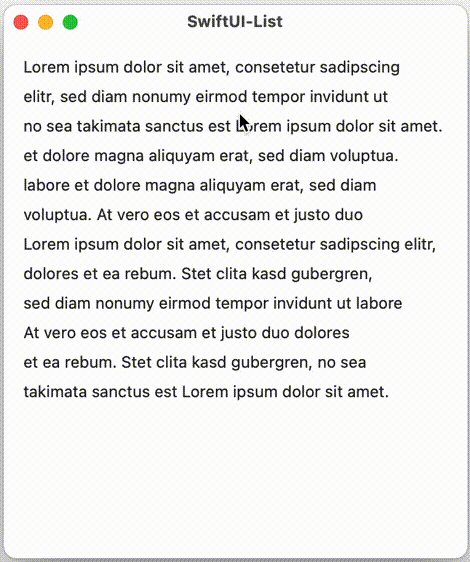 SwiftUI-List
Lorem ipsum dolor sit amet, consetetur sadipscing
elitr, sed diam nonumy eirmod tempor invidunt ut
no sea takimata sanctus est Lorem ipsum dolor sit amet.
et dolore magna aliquyam erat, sed diam voluptua.
labore et dolore magna aliquyam erat, sed diam
voluptua. At vero eos et accusam et justo duo
Lorem ipsum dolor sit amet, consetetur sadipscing elitr,
dolores et ea rebum. Stet clita kasd gubergren,
sed diam nonumy eirmod tempor invidunt ut labore
At vero eos et accusam et justo duo dolores
et ea rebum. Stet clita kasd gubergren, no sea
takimata sanctus est Lorem ipsum dolor sit amet.